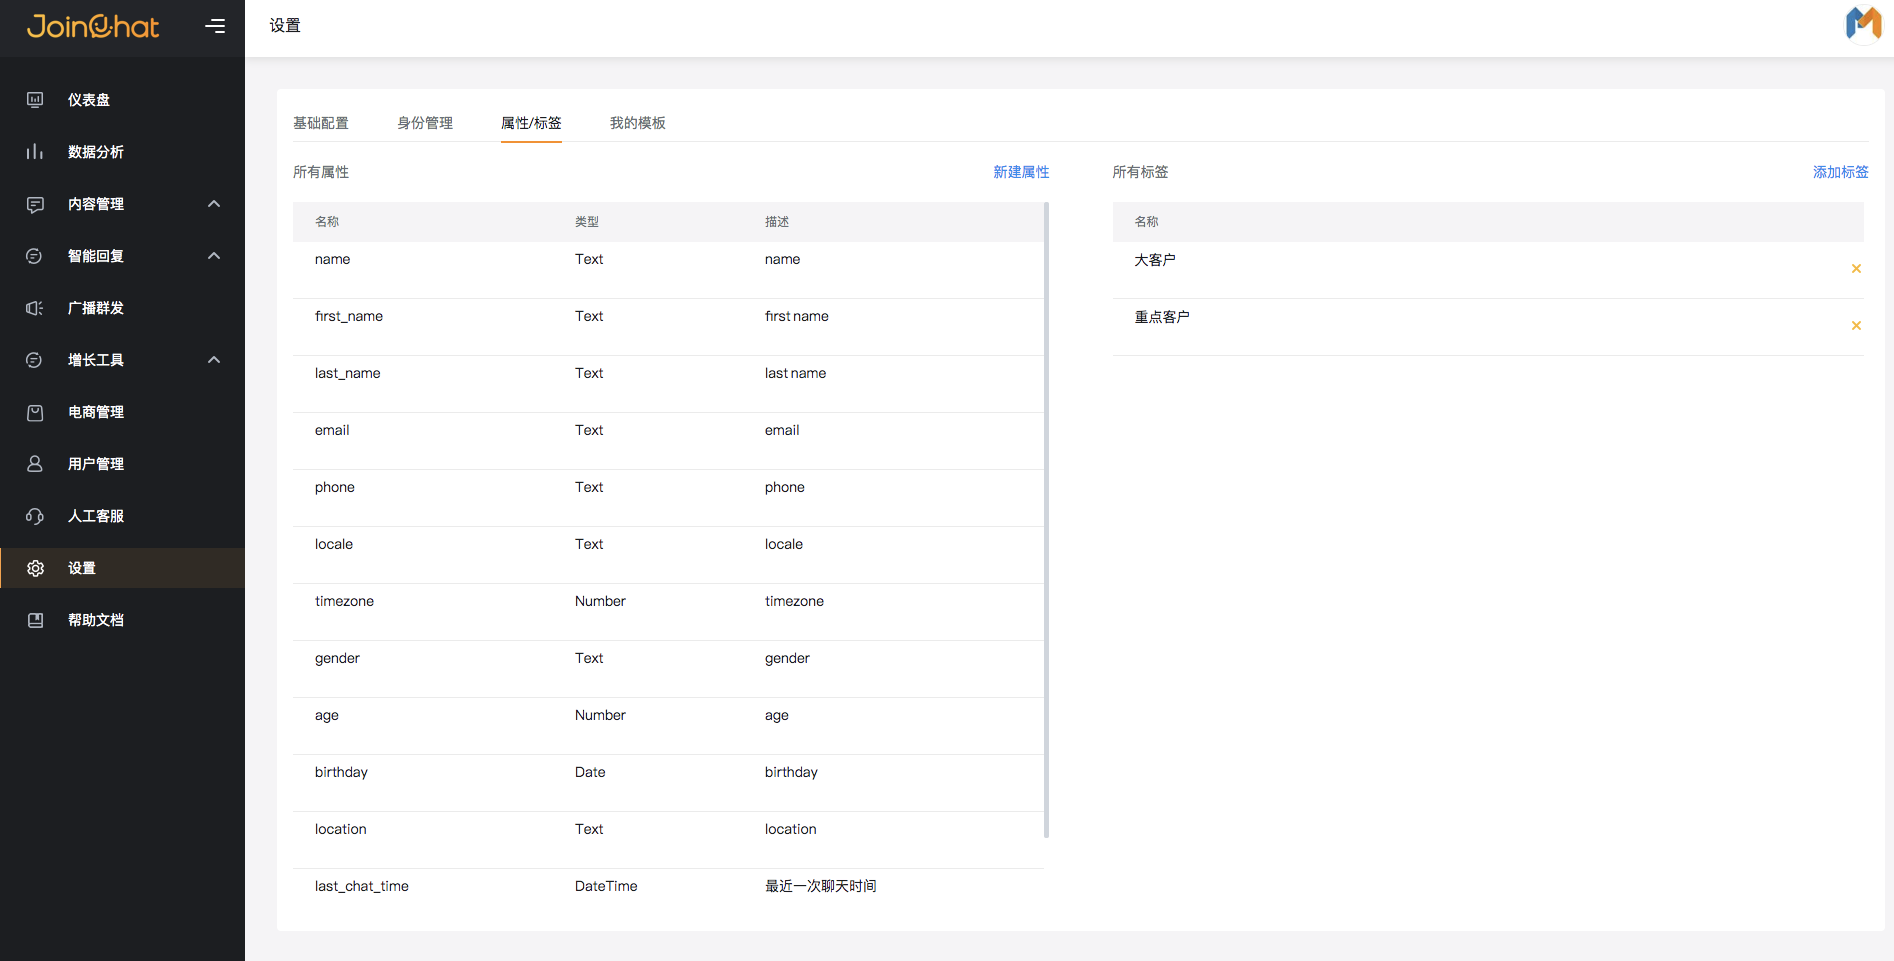 JoinChat
设置
仪表盘
数据分析
内容管理
智能回复
广播群发
增长工具
电商管理
用户管理
人工客服
设置
帮助文档
基础配置 身份管理 属性/标签 我的模板
所有属性 新建属性
名称 类型 描述
name Text name
first_name Text first name
last_name Text last name
email Text email
phone Text phone
locale Text locale
timezone Number timezone
gender Text gender
age Number age
birthday Date birthday
location Text location
last_chat_time DateTime 最近一次聊天时间
所有标签 添加标签
名称
大客户
重点客户